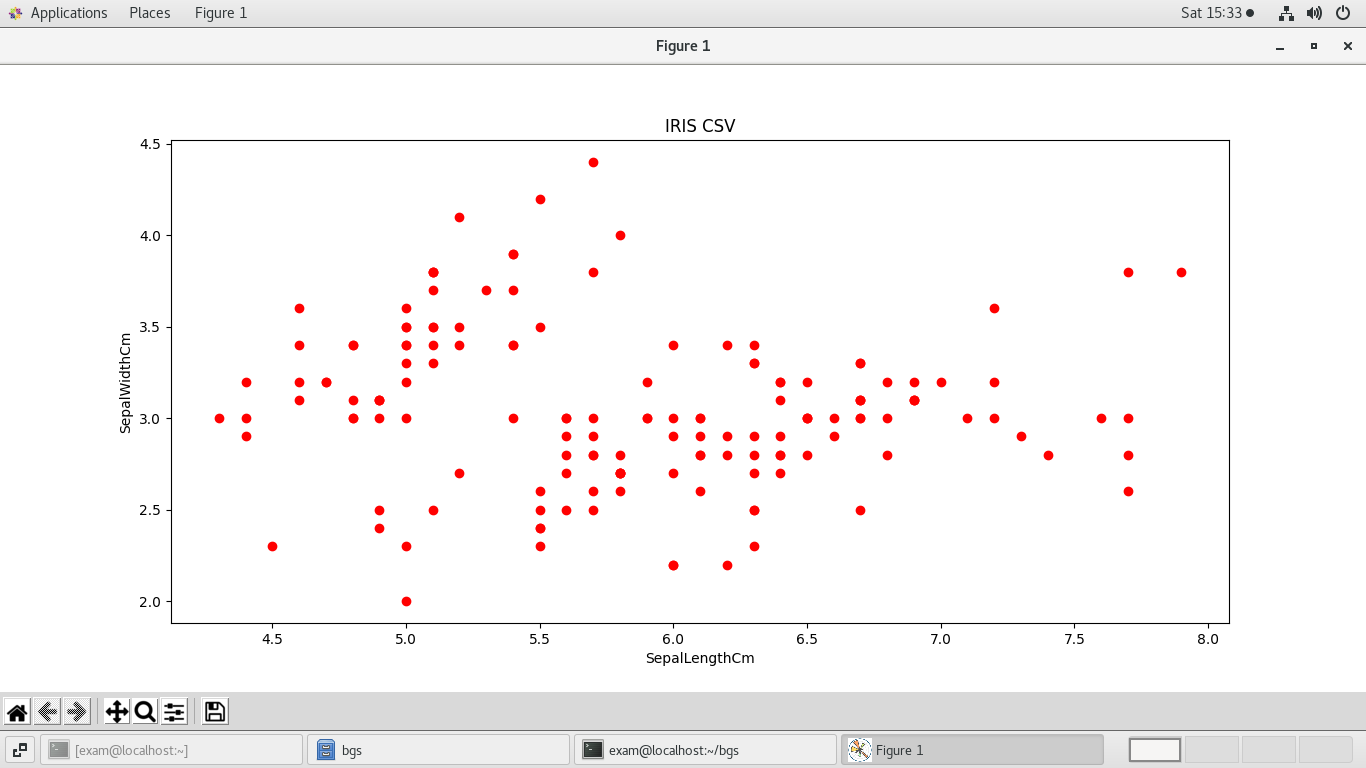 Applications Places Figure 1 Sat 15:33
Figure 1
IRIS CSV
4.5
4.0
3.5
3.0
2.5
2.0
SepalWidthCm
4.5 5.0 5.5 6.0 6.5 7.0 7.5 8.0
SepalLengthCm
[exam@localhost:~] bgs exam@localhost:~/bgs Figure 1